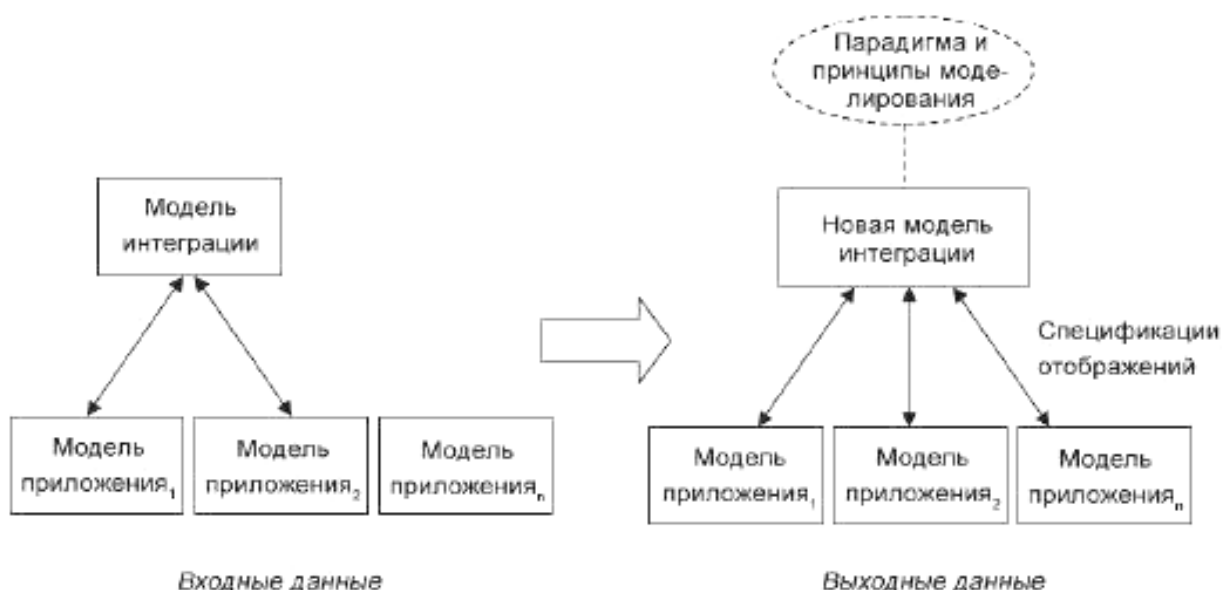 Парадигма и
принципы моде-
лирования
Модель
интеграции
Новая модель
интеграции
Спецификации
отображений
Модель
приложения₁
Модель
приложения₂
Модель
приложенияₙ
Модель
приложения₁
Модель
приложения₂
Модель
приложенияₙ
Входные данные
Выходные данные